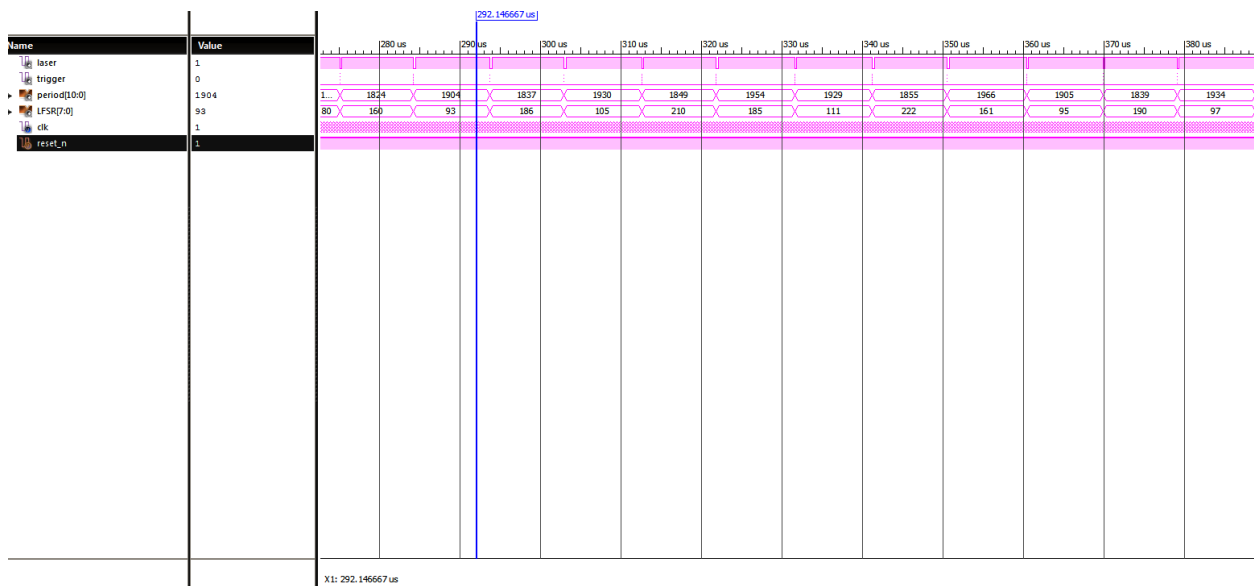 292.146667 us
Name Value
280 us 290 us 300 us 310 us 320 us 330 us 340 us 350 us 360 us 370 us 380 us
laser 1
trigger 0
period[10:0] 1904 1... 1824 1904 1837 1930 1849 1954 1929 1855 1966 1905 1839 1934
LFSR[7:0] 93 80 160 93 186 105 210 185 111 222 161 95 190 97
clk 1
reset_n 1
X1: 292.146667 us